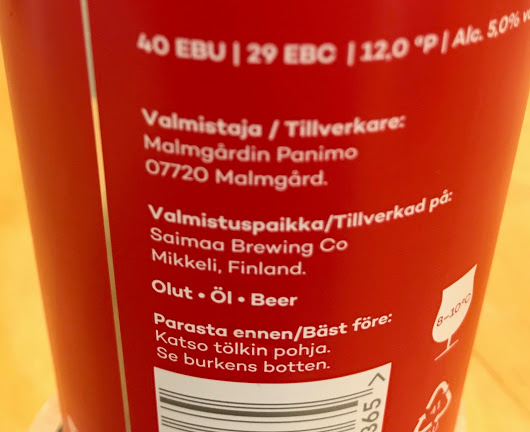 40 EBU | 29 EBC | 12,0 °P | Alc. 5,0%
Valmistaja / Tillverkare:
Malmgårdin Panimo
07720 Malmgård.
Valmistuspaikka/Tillverkad på:
Saimaa Brewing Co
Mikkeli, Finland.
Olut • Öl • Beer
8–10°C
Parasta ennen/Bäst före:
Katso tölkin pohja.
Se burkens botten.
365 >
41